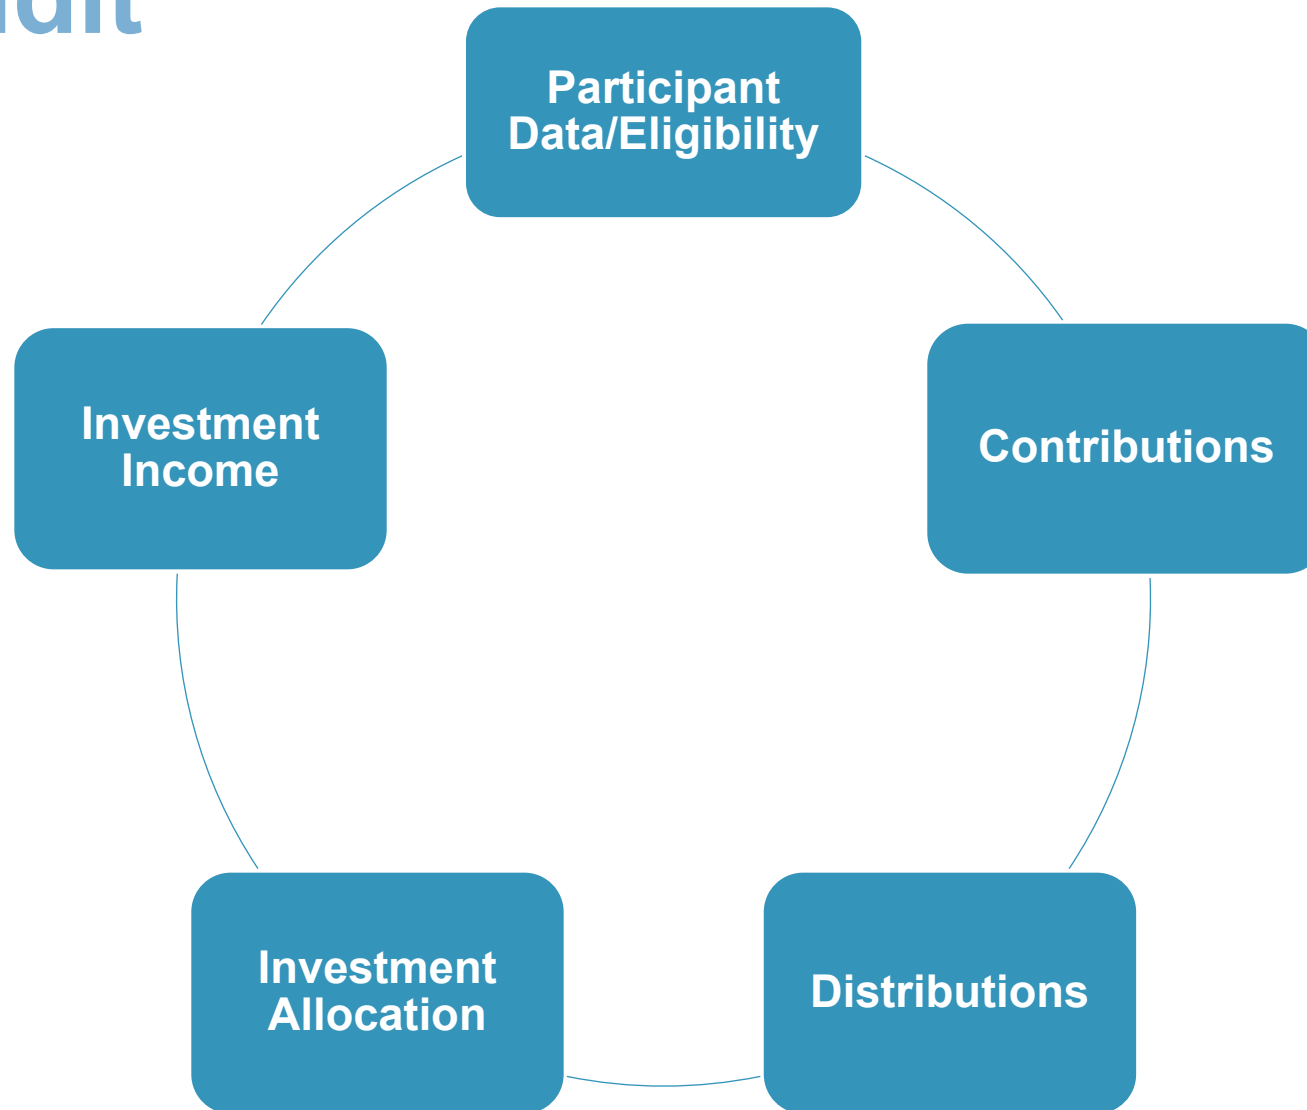 Participant
Data/Eligibility
Contributions
Distributions
Investment
Allocation
Investment
Income